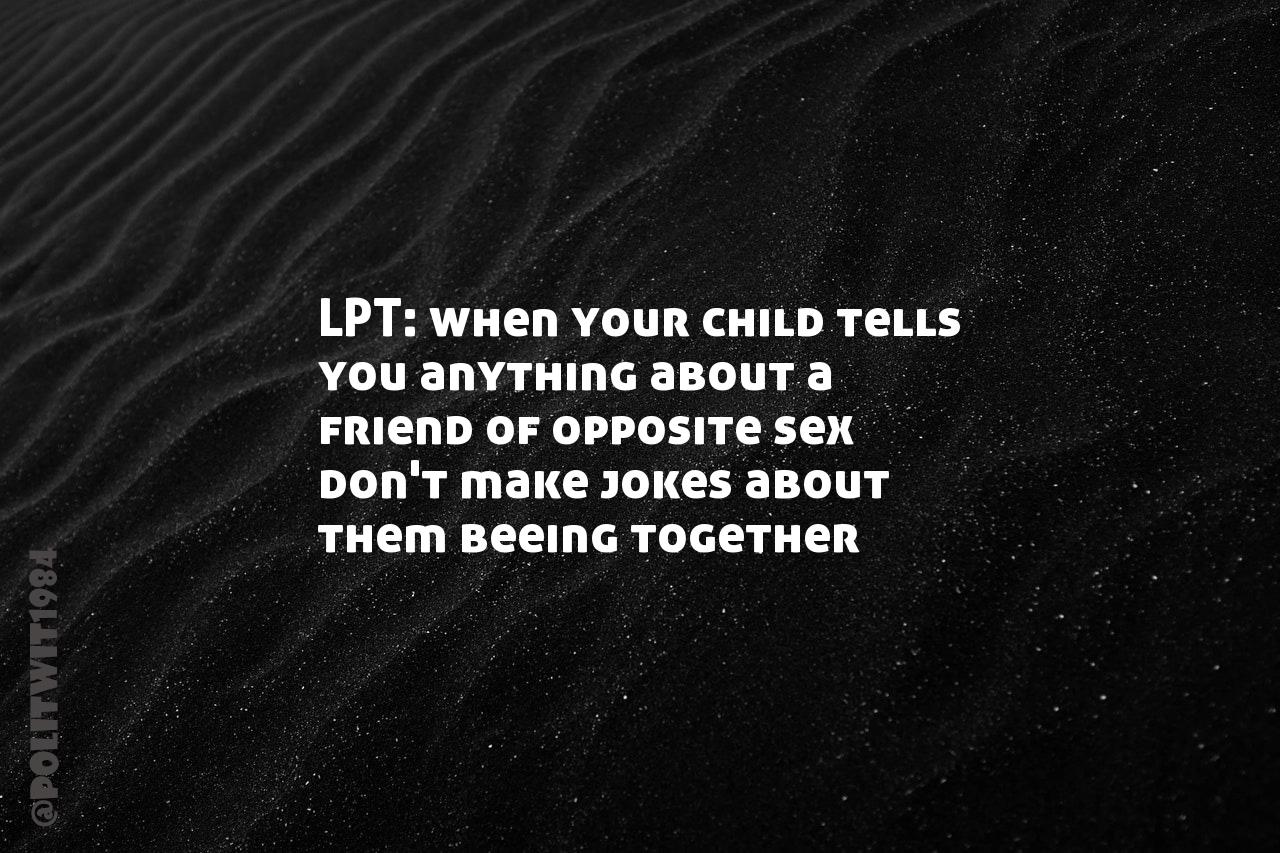 LPT: when your child tells
you anything about a
friend of opposite sex
don't make jokes about
them beeing together
@POLITWIT1984